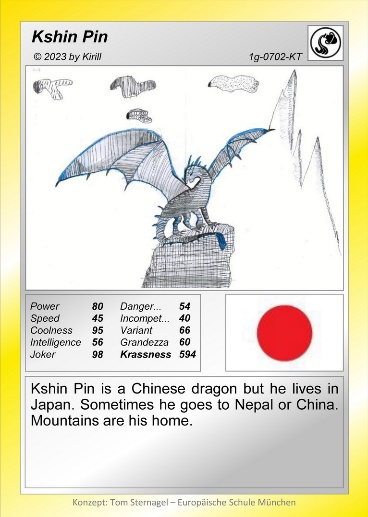 Kshin Pin
© 2023 by Kirill 1g-0702-KT
Power 80 Danger... 54
Speed 45 Incompet... 40
Coolness 95 Variant 66
Intelligence 56 Grandezza 60
Joker 98 Krassness 594
Kshin Pin is a Chinese dragon but he lives in
Japan. Sometimes he goes to Nepal or China.
Mountains are his home.
Konzept: Tom Sternagel – Europäische Schule München